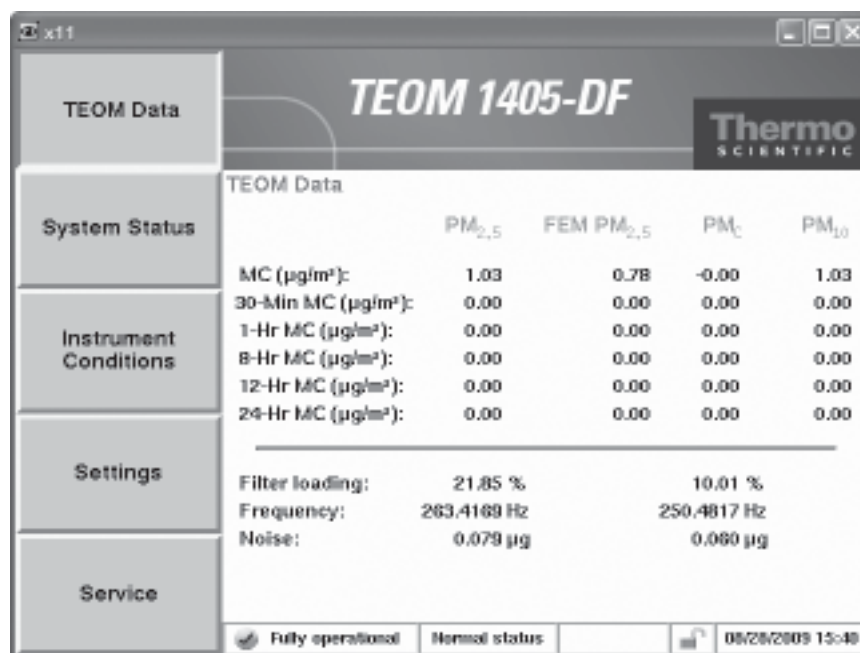 x11
TEOM Data
System Status
Instrument
Conditions
Settings
Service
TEOM 1405-DF
Thermo
SCIENTIFIC
TEOM Data
PM2,5 FEM PM2,5 PMC PM10
MC (µg/m³): 1.03 0.78 -0.00 1.03
30-Min MC (µg/m³): 0.00 0.00 0.00 0.00
1-Hr MC (µg/m³): 0.00 0.00 0.00 0.00
8-Hr MC (µg/m³): 0.00 0.00 0.00 0.00
12-Hr MC (µg/m³): 0.00 0.00 0.00 0.00
24-Hr MC (µg/m³): 0.00 0.00 0.00 0.00
Filter loading: 21.85 % 10.01 %
Frequency: 263.4169 Hz 250.4817 Hz
Noise: 0.079 µg 0.060 µg
Fully operational Normal status 08/28/2009 15:40